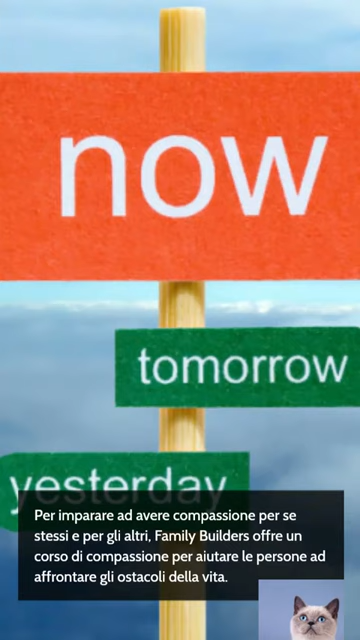 now
tomorrow
yesterday
Per imparare ad avere compassione per se
stessi e per gli altri, Family Builders offre un
corso di compassione per aiutare le persone ad
affrontare gli ostacoli della vita.